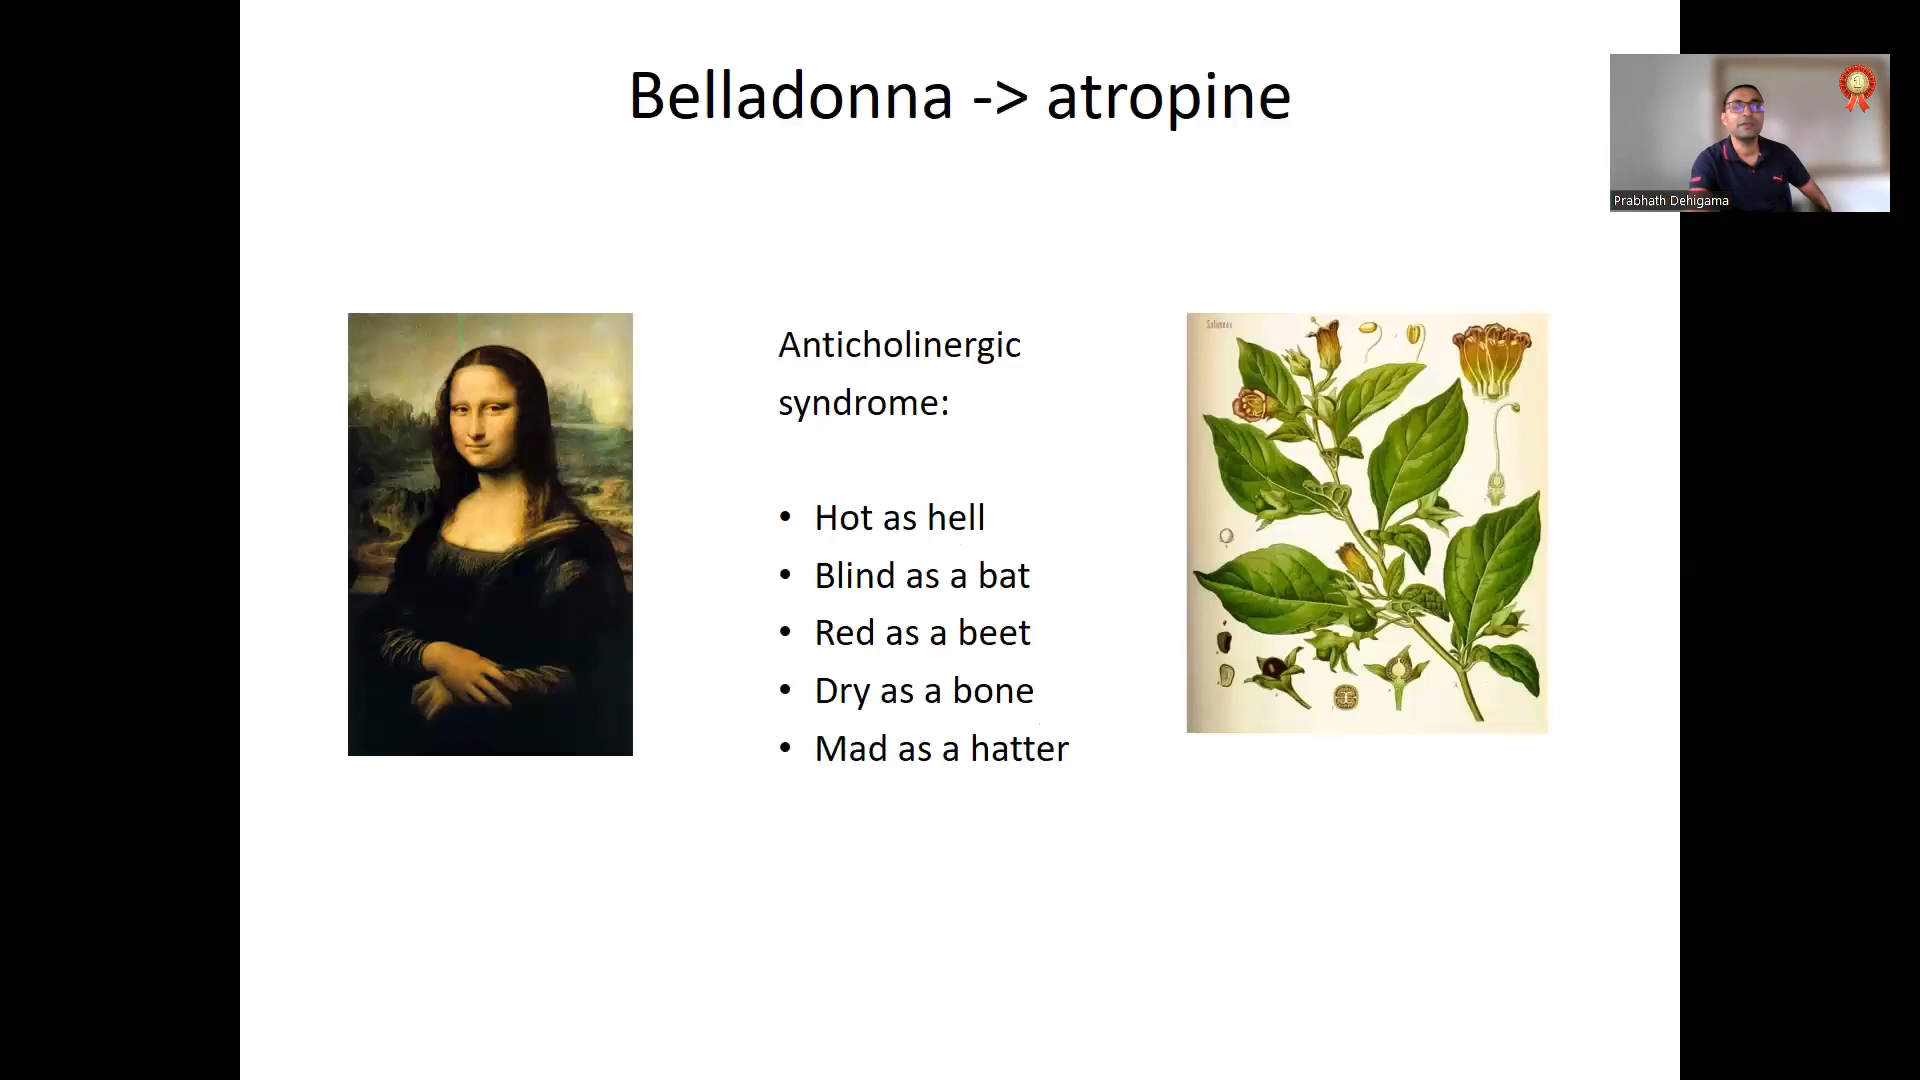 Belladonna -> atropine
Prabhath Dehigama
Anticholinergic
syndrome:
• Hot as hell
• Blind as a bat
• Red as a beet
• Dry as a bone
• Mad as a hatter